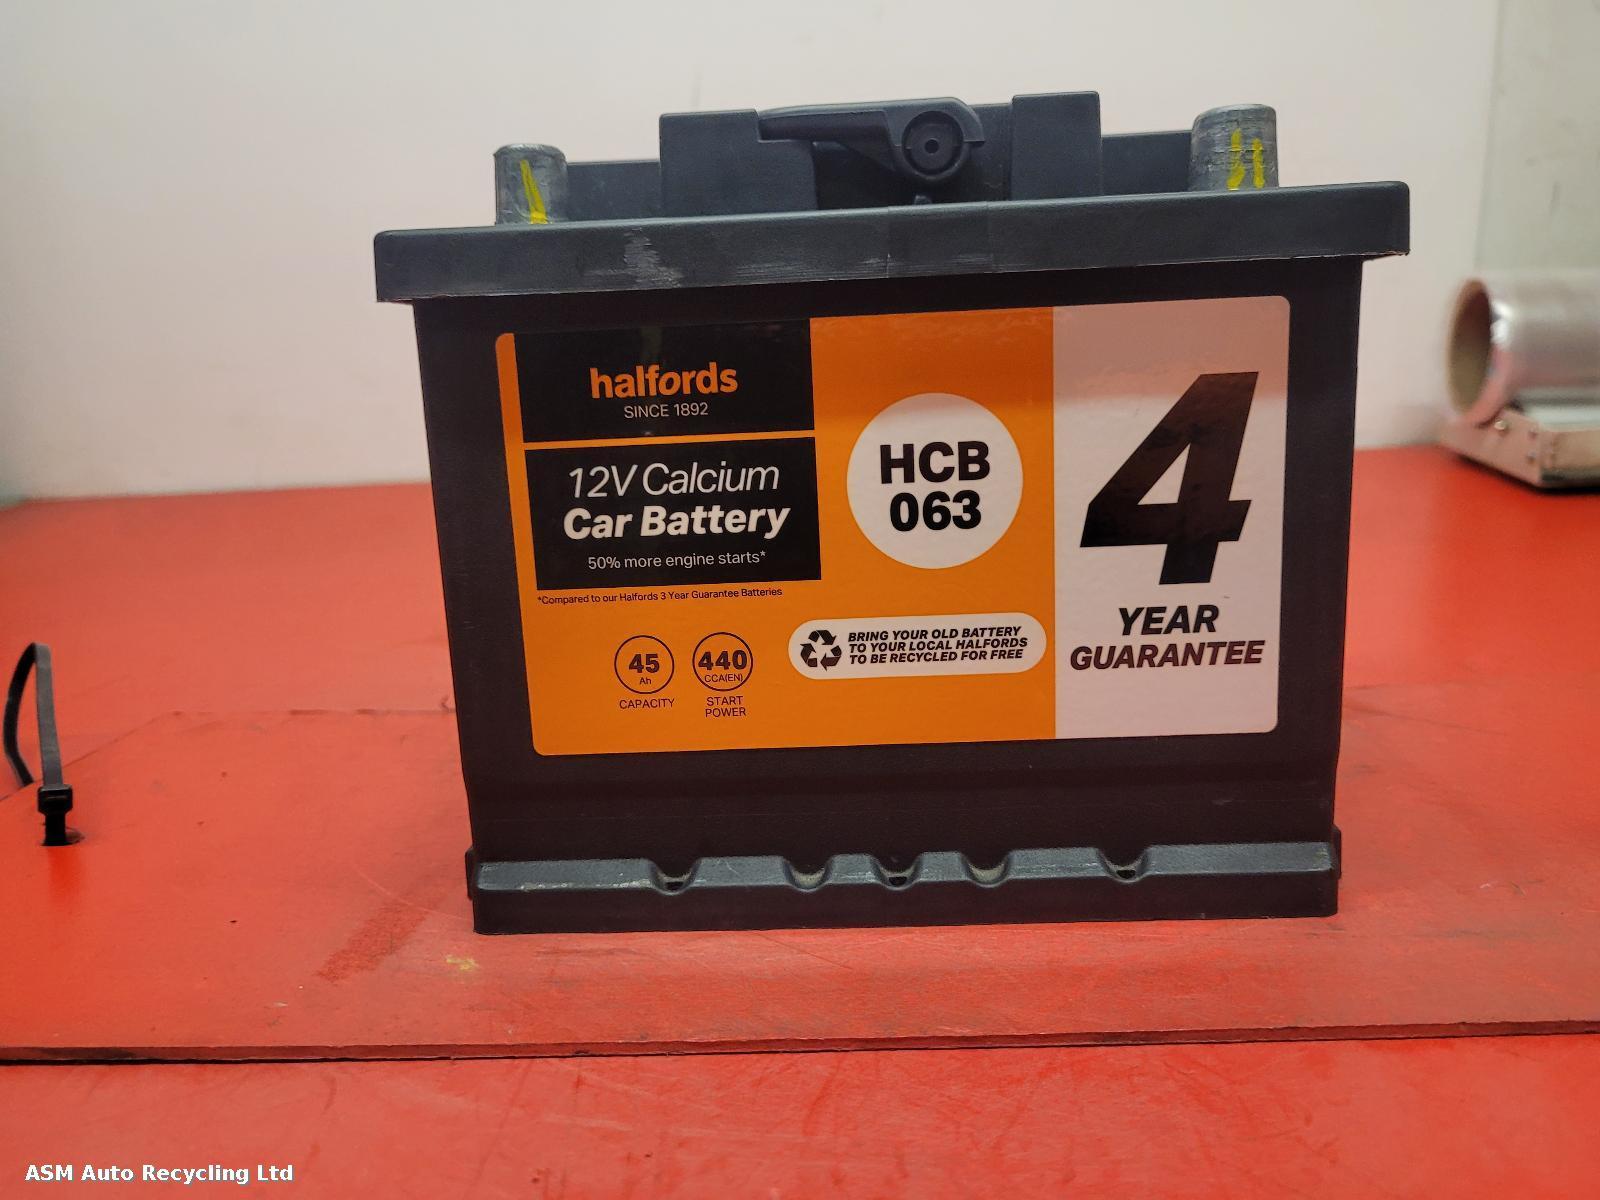 halfords
SINCE 1892
12V Calcium
Car Battery
50% more engine starts*
*Compared to our Halfords 3 Year Guarantee Batteries
45
Ah
CAPACITY
440
CCA(EN)
START
POWER
HCB
063
BRING YOUR OLD BATTERY
TO YOUR LOCAL HALFORDS
TO BE RECYCLED FOR FREE
4
YEAR
GUARANTEE
ASM Auto Recycling Ltd